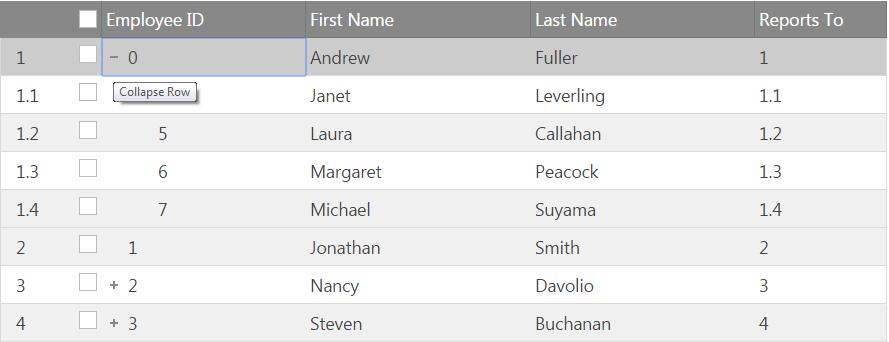 Employee ID First Name Last Name Reports To
1 − 0 Andrew Fuller 1
1.1 Janet Leverling 1.1
Collapse Row
1.2 5 Laura Callahan 1.2
1.3 6 Margaret Peacock 1.3
1.4 7 Michael Suyama 1.4
2 1 Jonathan Smith 2
3 + 2 Nancy Davolio 3
4 + 3 Steven Buchanan 4